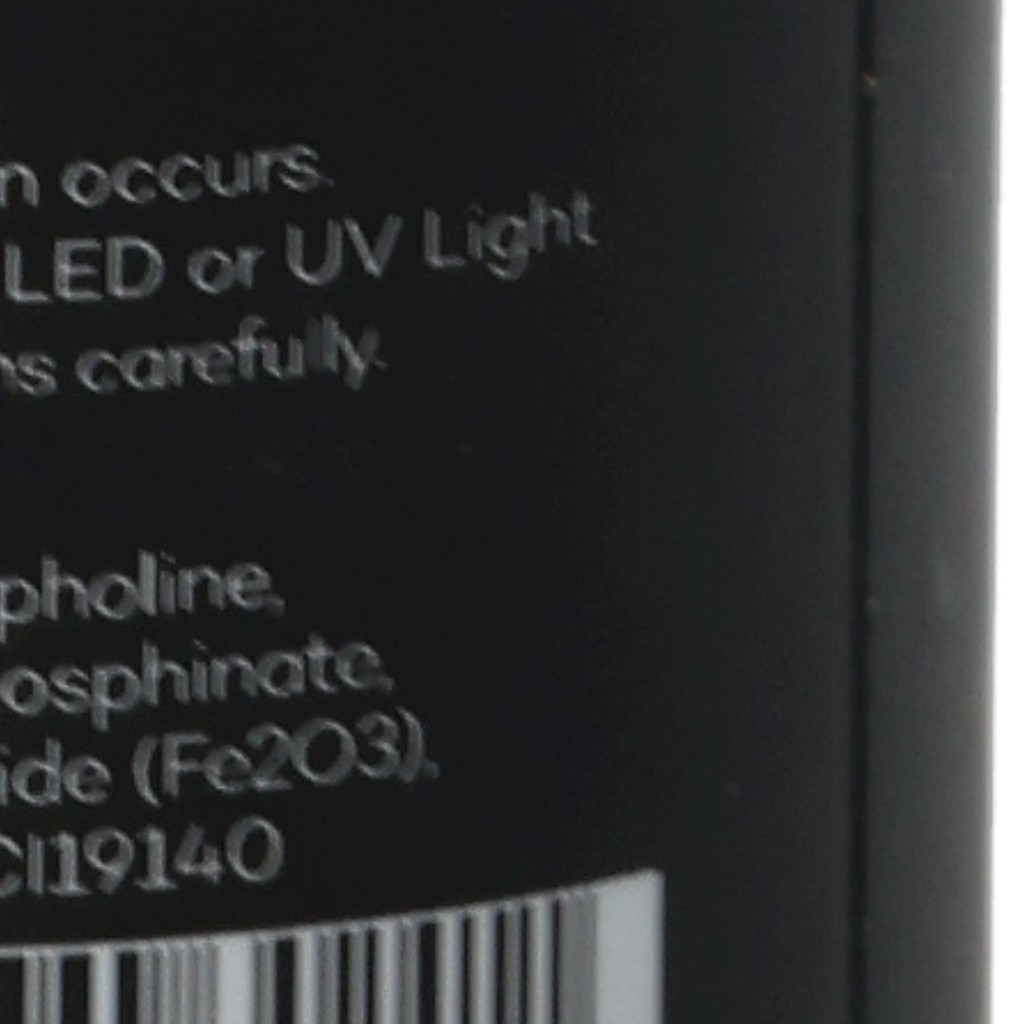 n occurs.
LED or UV Light
ns carefully.
pholine,
osphinate,
ide (Fe2O3),
CI19140